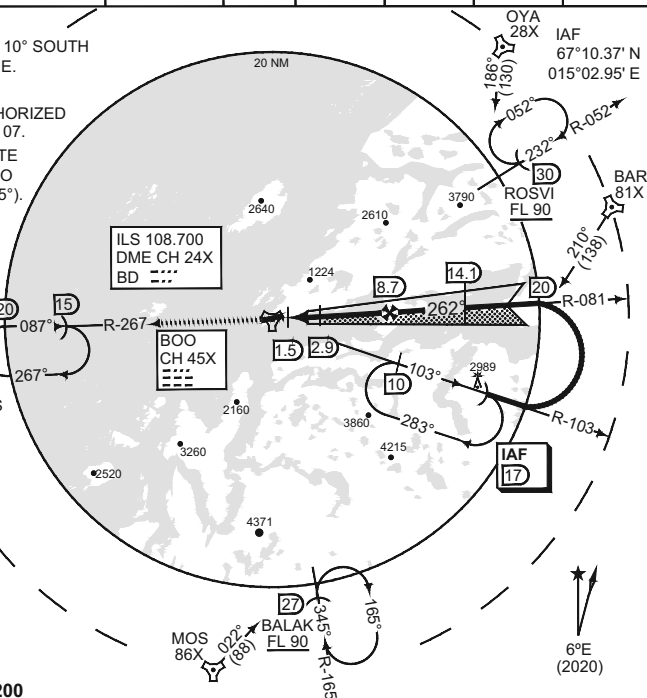 10° SOUTH
E.
HORIZED
07.
TE
O
5°).
20 NM
OYA
28X
IAF
67°10.37' N
015°02.95' E
186°
(130)
052°
R-052
232°
30
ROSVI
FL 90
BAR
81X
210°
(138)
3790
2640
2610
1224
ILS 108.700
DME CH 24X
BD
8.7
14.1
20
262°
R-081
20
15
087°
R-267
267°
BOO
CH 45X
1.5
2.9
10
103°
2989
283°
R-103
IAF
17
2160
3860
3260
4215
2520
4371
27
BALAK
FL 90
345°
165°
R-165
MOS
86X
022°
(88)
6°E
(2020)
200